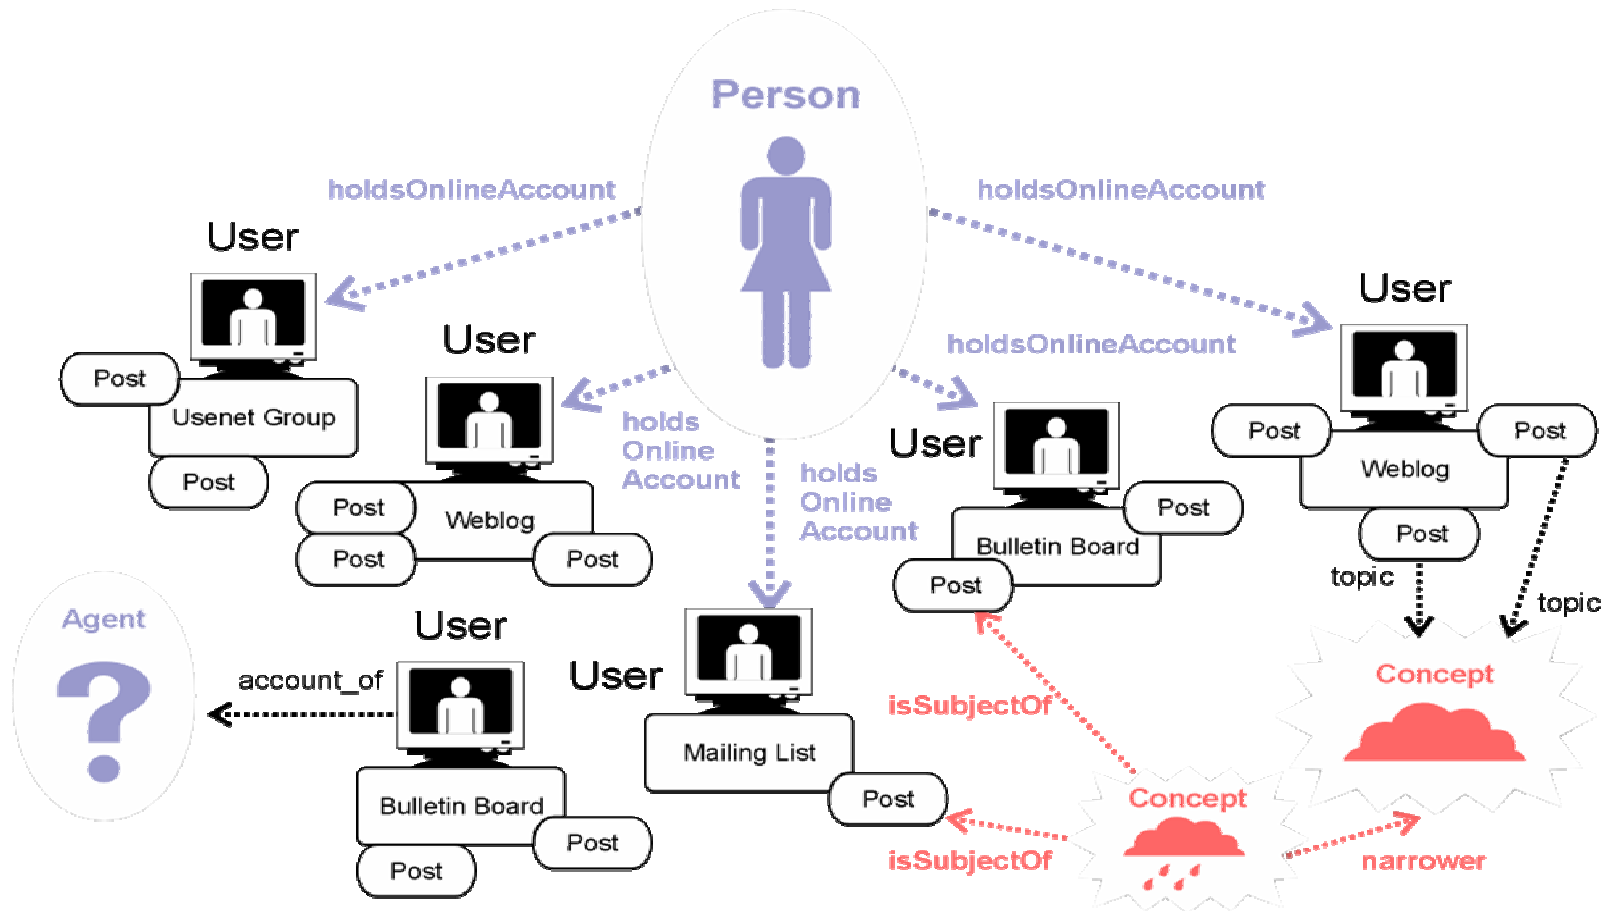 Person
holdsOnlineAccount
holdsOnlineAccount
User
User
User
holdsOnlineAccount
Post
Usenet Group
Post
holds
Online
Account
User
Post
Post
Weblog
Post
Weblog
Post
Post
holds
Online
Account
Post
Bulletin Board
Post
Post
Post
topic
topic
Agent
User
User
account_of
Concept
isSubjectOf
Mailing List
Post
Concept
Bulletin Board
Post
Post
isSubjectOf
narrower